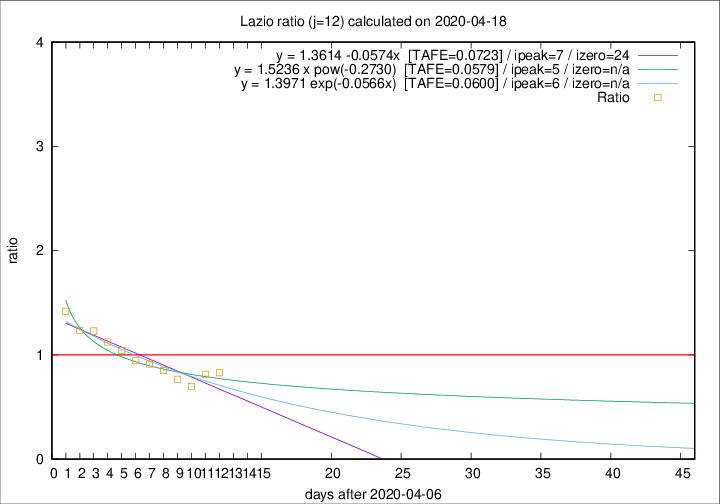 Lazio ratio (j=12) calculated on 2020-04-18
y = 1.3614 -0.0574x [TAFE=0.0723] / ipeak=7 / izero=24
y = 1.5236 x pow(-0.2730) [TAFE=0.0579] / ipeak=5 / izero=n/a
y = 1.3971 exp(-0.0566x) [TAFE=0.0600] / ipeak=6 / izero=n/a
Ratio
4
3
2
1
0
ratio
0 1 2 3 4 5 6 7 8 9 10 11 12 13 14 15 20 25 30 35 40 45
days after 2020-04-06